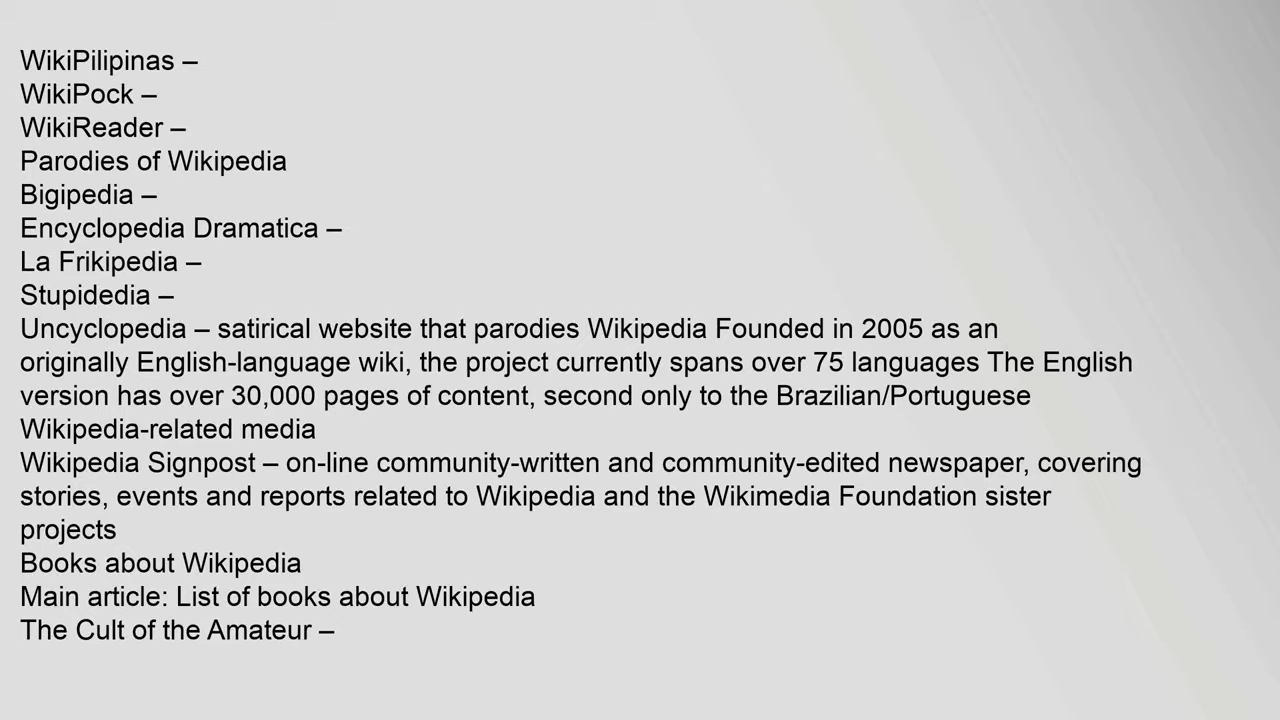 WikiPilipinas –
WikiPock –
WikiReader –
Parodies of Wikipedia
Bigipedia –
Encyclopedia Dramatica –
La Frikipedia –
Stupidedia –
Uncyclopedia – satirical website that parodies Wikipedia Founded in 2005 as an
originally English-language wiki, the project currently spans over 75 languages The English
version has over 30,000 pages of content, second only to the Brazilian/Portuguese
Wikipedia-related media
Wikipedia Signpost – on-line community-written and community-edited newspaper, covering
stories, events and reports related to Wikipedia and the Wikimedia Foundation sister
projects
Books about Wikipedia
Main article: List of books about Wikipedia
The Cult of the Amateur –